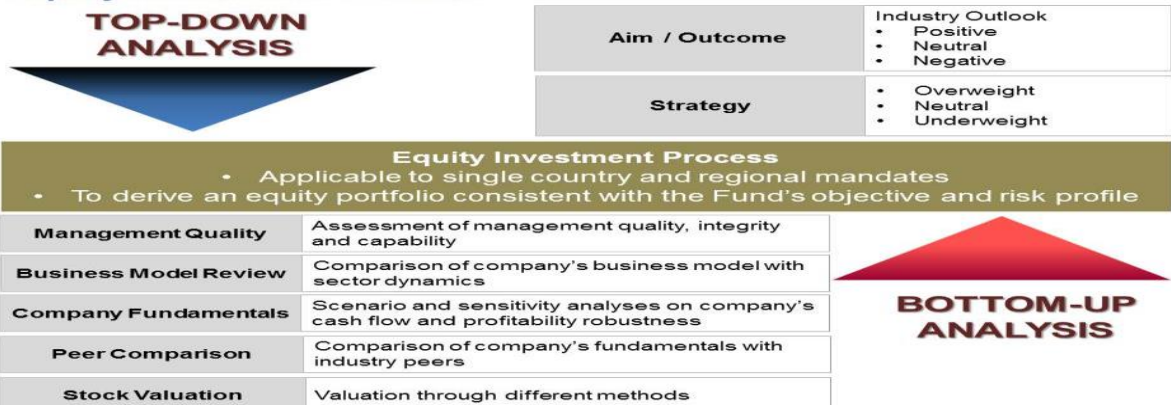 TOP-DOWN
ANALYSIS
Aim / Outcome
Industry Outlook
• Positive
• Neutral
• Negative
Strategy
• Overweight
• Neutral
• Underweight
Equity Investment Process
• Applicable to single country and regional mandates
• To derive an equity portfolio consistent with the Fund's objective and risk profile
Management Quality
Assessment of management quality, integrity
and capability
Business Model Review
Comparison of company's business model with
sector dynamics
Company Fundamentals
Scenario and sensitivity analyses on company's
cash flow and profitability robustness
Peer Comparison
Comparison of company's fundamentals with
industry peers
Stock Valuation
Valuation through different methods
BOTTOM-UP
ANALYSIS